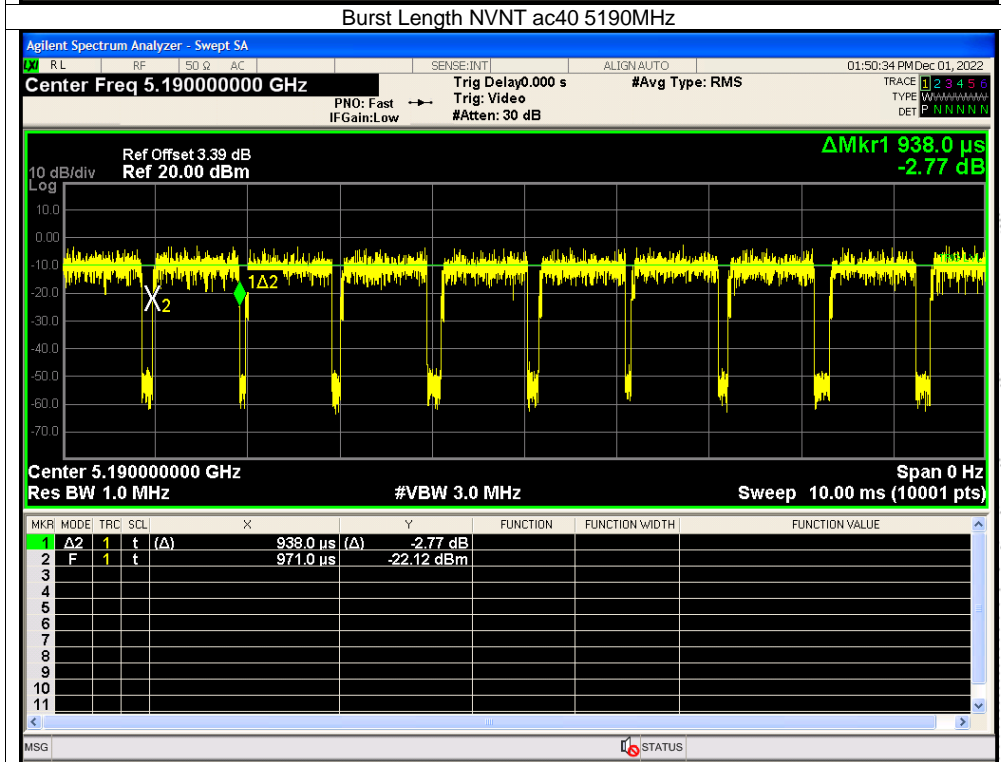 Burst Length NVNT ac40 5190MHz
Agilent Spectrum Analyzer - Swept SA
LXI RL RF 50 Ω AC SENSE:INT ALIGN AUTO 01:50:34 PM Dec 01, 2022
Center Freq 5.190000000 GHz Trig Delay0.000 s #Avg Type: RMS TRACE 1 2 3 4 5 6
PNO: Fast Trig: Video TYPE WWWWWW
IFGain:Low #Atten: 30 dB DET P N N N N N
ΔMkr1 938.0 µs
-2.77 dB
Ref Offset 3.39 dB
10 dB/div Ref 20.00 dBm
Log
10.0
0.00
-10.0
-20.0
-30.0
-40.0
-50.0
-60.0
-70.0
1Δ2
2
Center 5.190000000 GHz Span 0 Hz
Res BW 1.0 MHz #VBW 3.0 MHz Sweep 10.00 ms (10001 pts)
MKR MODE TRC SCL X Y FUNCTION FUNCTION WIDTH FUNCTION VALUE
1 Δ2 1 t (Δ) 938.0 µs (Δ) -2.77 dB
2 F 1 t 971.0 µs -22.12 dBm
3
4
5
6
7
8
9
10
11
MSG STATUS